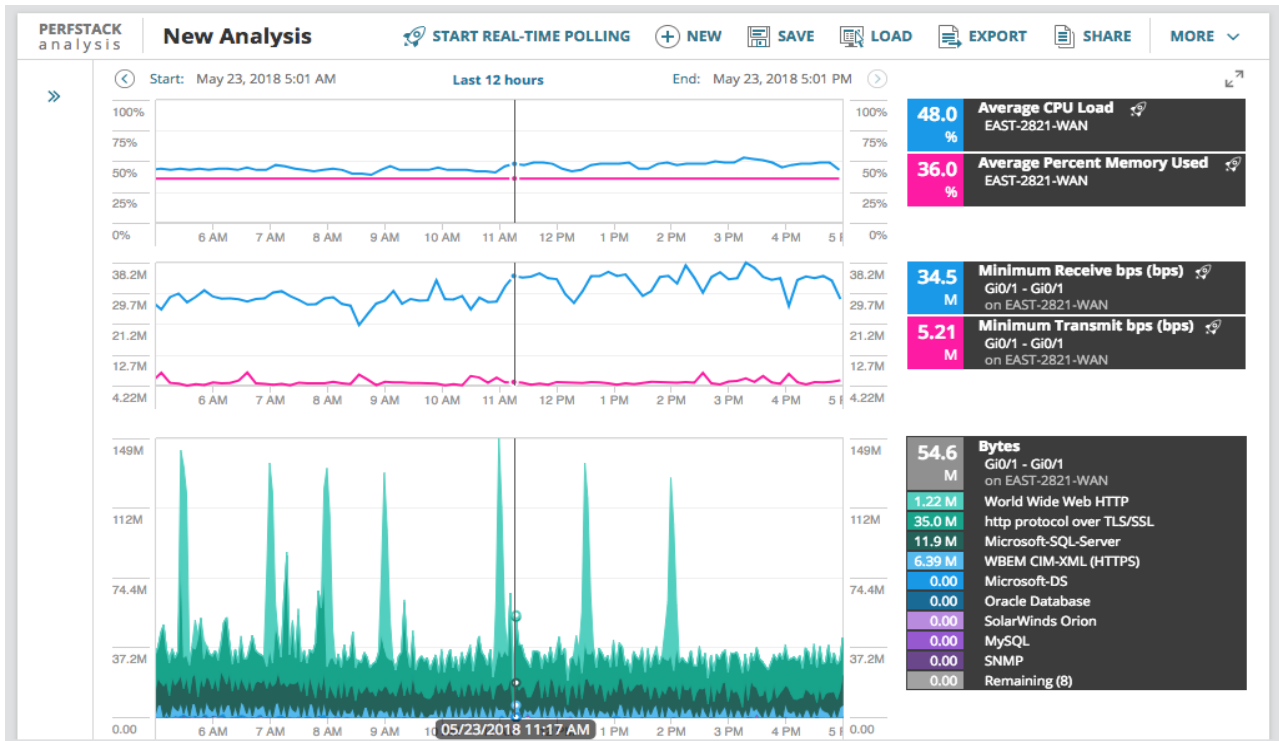 PERFSTACK
analysis
New Analysis
START REAL-TIME POLLING
NEW
SAVE
LOAD
EXPORT
SHARE
MORE
Start: May 23, 2018 5:01 AM
Last 12 hours
End: May 23, 2018 5:01 PM
100%
75%
50%
25%
0%
6 AM 7 AM 8 AM 9 AM 10 AM 11 AM 12 PM 1 PM 2 PM 3 PM 4 PM 5
100%
75%
50%
25%
0%
48.0 %
Average CPU Load
EAST-2821-WAN
36.0 %
Average Percent Memory Used
EAST-2821-WAN
38.2M
29.7M
21.2M
12.7M
4.22M
6 AM 7 AM 8 AM 9 AM 10 AM 11 AM 12 PM 1 PM 2 PM 3 PM 4 PM 5
38.2M
29.7M
21.2M
12.7M
4.22M
34.5 M
Minimum Receive bps (bps)
Gi0/1 - Gi0/1
on EAST-2821-WAN
5.21 M
Minimum Transmit bps (bps)
Gi0/1 - Gi0/1
on EAST-2821-WAN
149M
112M
74.4M
37.2M
0.00
6 AM 7 AM 8 AM 9 AM 10 05/23/2018 11:17 AM 1 PM 2 PM 3 PM 4 PM 5
149M
112M
74.4M
37.2M
0.00
54.6 M
Bytes
Gi0/1 - Gi0/1
on EAST-2821-WAN
1.22 M World Wide Web HTTP
35.0 M http protocol over TLS/SSL
11.9 M Microsoft-SQL-Server
6.39 M WBEM CIM-XML (HTTPS)
0.00 Microsoft-DS
0.00 Oracle Database
0.00 SolarWinds Orion
0.00 MySQL
0.00 SNMP
0.00 Remaining (8)